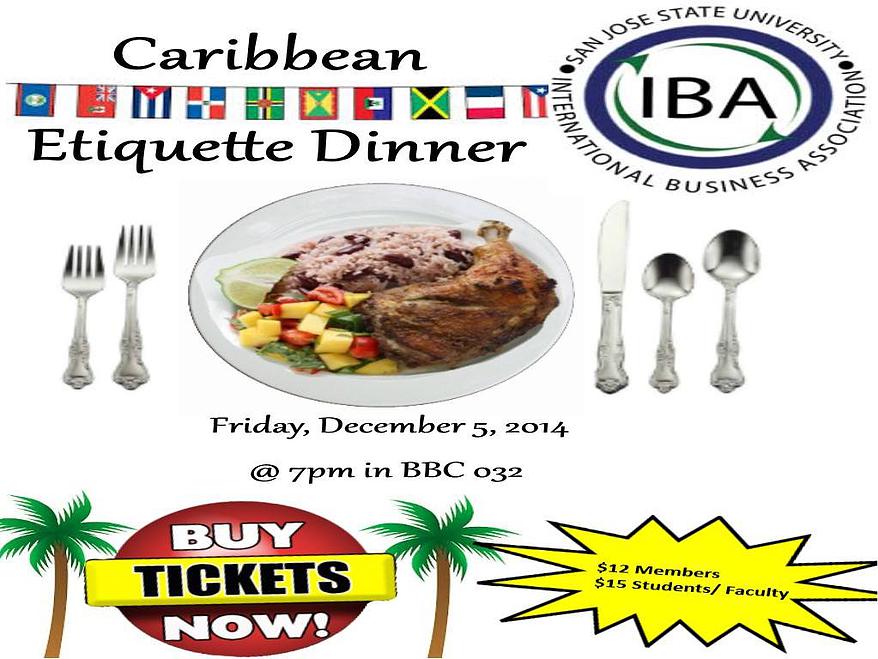 Caribbean
Etiquette Dinner
SAN JOSE STATE UNIVERSITY
INTERNATIONAL BUSINESS ASSOCIATION
IBA
Friday, December 5, 2014
@ 7pm in BBC 032
BUY
TICKETS
NOW!
$12 Members
$15 Students/ Faculty